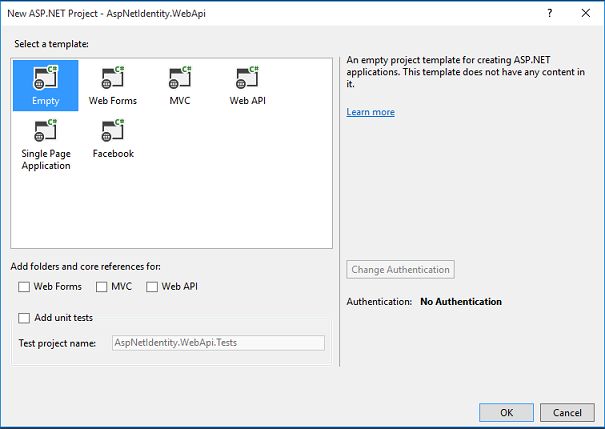 New ASP.NET Project - AspNetIdentity.WebApi
?
Select a template:
C# C# C# C#
Empty Web Forms MVC Web API
C# C#
Single Page Facebook
Application
An empty project template for creating ASP.NET
applications. This template does not have any content in
it.
Learn more
Change Authentication
Authentication: No Authentication
Add folders and core references for:
Web Forms MVC Web API
Add unit tests
Test project name: AspNetIdentity.WebApi.Tests
OK Cancel